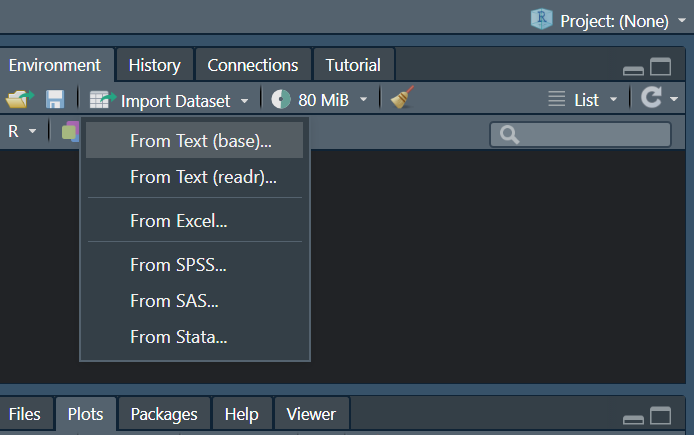 Project: (None)
Environment History Connections Tutorial
Import Dataset 80 MiB List
R
From Text (base)...
From Text (readr)...
From Excel...
From SPSS...
From SAS...
From Stata...
Files Plots Packages Help Viewer